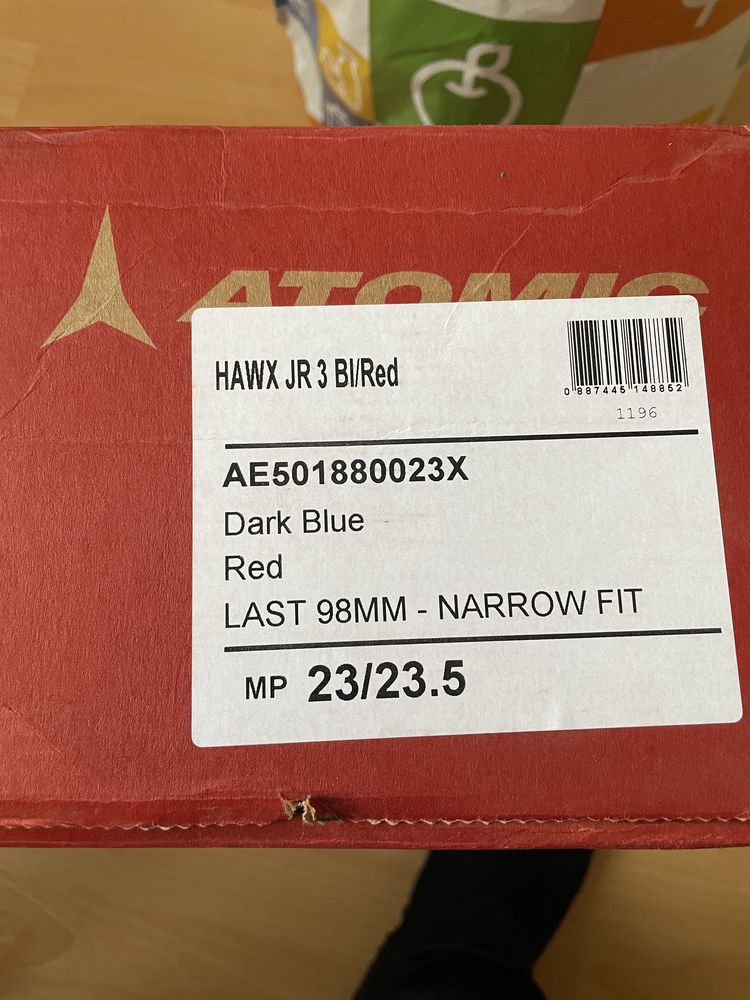 ATOMIC
HAWX JR 3 Bl/Red
0 887445 148852
1196
AE501880023X
Dark Blue
Red
LAST 98MM - NARROW FIT
MP 23/23.5